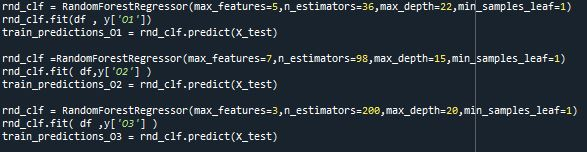 rnd_clf = RandomForestRegressor(max_features=5,n_estimators=36,max_depth=22,min_samples_leaf=1)
rnd_clf.fit(df , y['O1'])
train_predictions_O1 = rnd_clf.predict(X_test)
rnd_clf =RandomForestRegressor(max_features=7,n_estimators=98,max_depth=15,min_samples_leaf=1)
rnd_clf.fit( df,y['O2'] )
train_predictions_O2 = rnd_clf.predict(X_test)
rnd_clf = RandomForestRegressor(max_features=3,n_estimators=200,max_depth=20,min_samples_leaf=1)
rnd_clf.fit( df ,y['O3'] )
train_predictions_O3 = rnd_clf.predict(X_test)